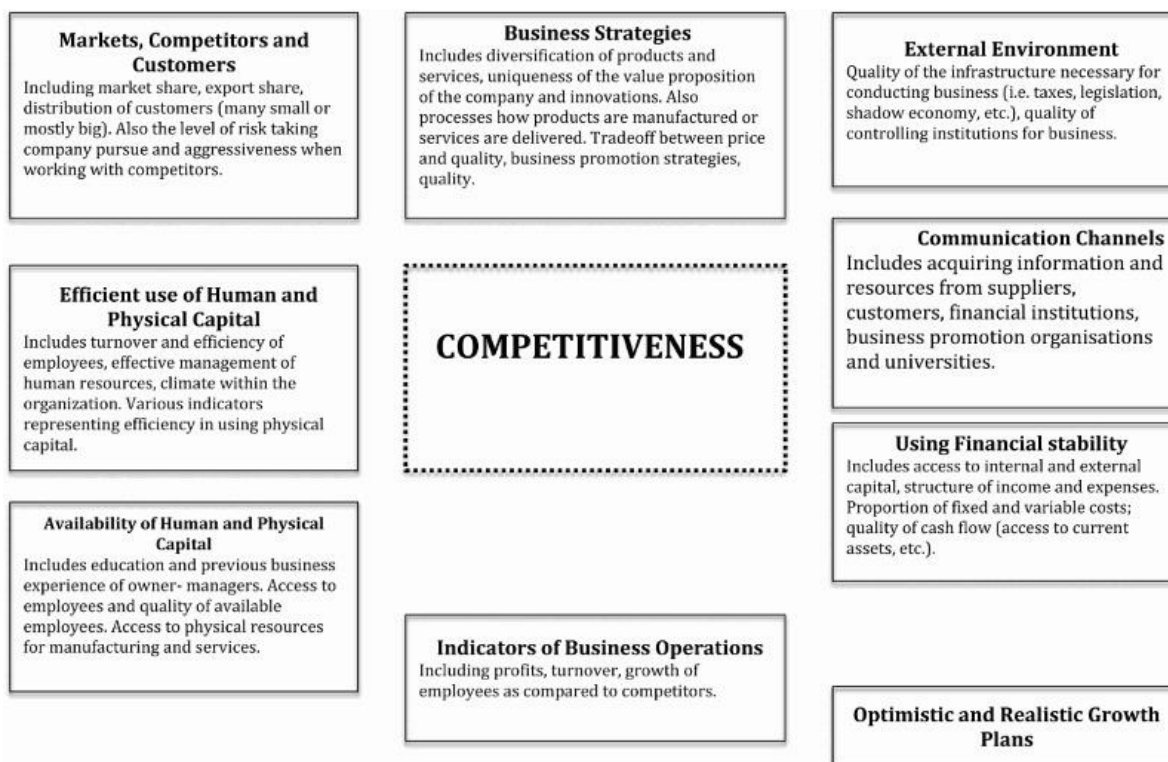 Markets, Competitors and
Customers
Including market share, export share,
distribution of customers (many small or
mostly big). Also the level of risk taking
company pursue and aggressiveness when
working with competitors.
Business Strategies
Includes diversification of products and
services, uniqueness of the value proposition
of the company and innovations. Also
processes how products are manufactured or
services are delivered. Tradeoff between price
and quality, business promotion strategies,
quality.
External Environment
Quality of the infrastructure necessary for
conducting business (i.e. taxes, legislation,
shadow economy, etc.), quality of
controlling institutions for business.
Efficient use of Human and
Physical Capital
Includes turnover and efficiency of
employees, effective management of
human resources, climate within the
organization. Various indicators
representing efficiency in using physical
capital.
COMPETITIVENESS
Communication Channels
Includes acquiring information and
resources from suppliers,
customers, financial institutions,
business promotion organisations
and universities.
Using Financial stability
Includes access to internal and external
capital, structure of income and expenses.
Proportion of fixed and variable costs;
quality of cash flow (access to current
assets, etc.).
Availability of Human and Physical
Capital
Includes education and previous business
experience of owner- managers. Access to
employees and quality of available
employees. Access to physical resources
for manufacturing and services.
Indicators of Business Operations
Including profits, turnover, growth of
employees as compared to competitors.
Optimistic and Realistic Growth
Plans